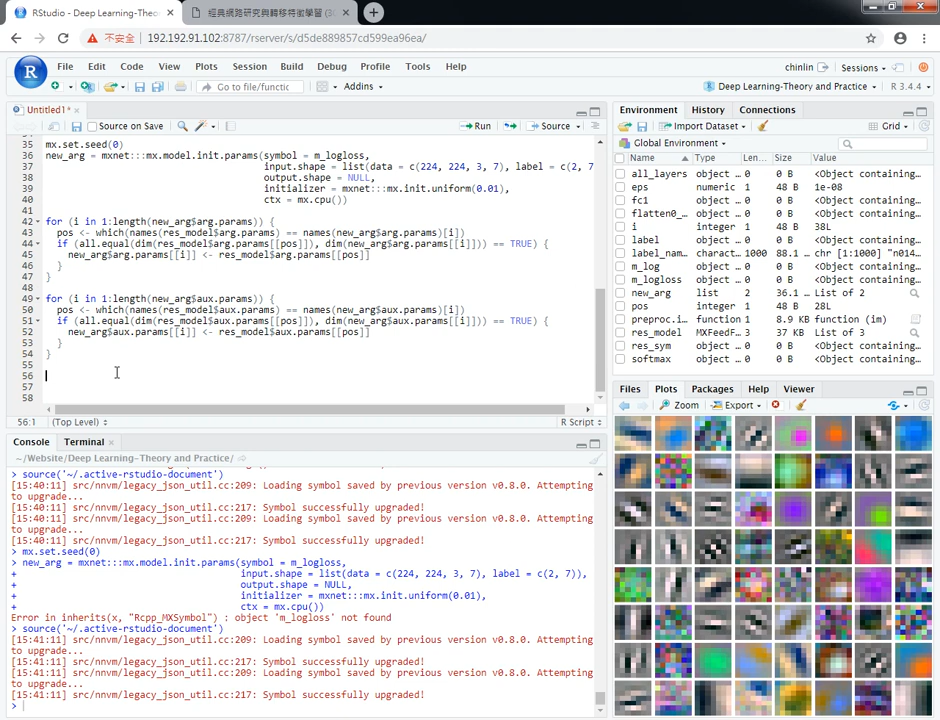 RStudio - Deep Learning-Theo
經典網路研究與轉移特徵學習 (3
不安全
192.192.91.102:8787/rserver/s/d5de889857cd599ea96ea/
R
File Edit Code View Plots Session Build Debug Profile Tools Help
chinlin
Sessions
Go to file/functic
Addins
Deep Learning-Theory and Practice
R 3.4.4
Untitled1*
Source on Save
Run
Source
35 mx.set.seed(0)
36 new_arg = mxnet:::mx.model.init.params(symbol = m_logloss,
37 input.shape = list(data = c(224, 224, 3, 7), label = c(2, 7
38 output.shape = NULL,
39 initializer = mxnet:::mx.init.uniform(0.01),
40 ctx = mx.cpu())
41
42 for (i in 1:length(new_arg$arg.params)) {
43 pos <- which(names(res_model$arg.params) == names(new_arg$arg.params)[i])
44 if (all.equal(dim(res_model$arg.params[[pos]]), dim(new_arg$arg.params[[i]])) == TRUE) {
45 new_arg$arg.params[[i]] <- res_model$arg.params[[pos]]
46 }
47 }
48
49 for (i in 1:length(new_arg$aux.params)) {
50 pos <- which(names(res_model$aux.params) == names(new_arg$aux.params)[i])
51 if (all.equal(dim(res_model$aux.params[[pos]]), dim(new_arg$aux.params[[i]])) == TRUE) {
52 new_arg$aux.params[[i]] <- res_model$aux.params[[pos]]
53 }
54 }
55
56
57
58
56:1 (Top Level)
R Script
Console Terminal
~/Website/Deep Learning-Theory and Practice/
> source('~/.active-rstudio-document')
[15:40:11] src/nnvm/legacy_json_util.cc:209: Loading symbol saved by previous version v0.8.0. Attempting
to upgrade...
[15:40:11] src/nnvm/legacy_json_util.cc:217: Symbol successfully upgraded!
[15:40:11] src/nnvm/legacy_json_util.cc:209: Loading symbol saved by previous version v0.8.0. Attempting
to upgrade...
[15:40:11] src/nnvm/legacy_json_util.cc:217: Symbol successfully upgraded!
> mx.set.seed(0)
> new_arg = mxnet:::mx.model.init.params(symbol = m_logloss,
+ input.shape = list(data = c(224, 224, 3, 7), label = c(2, 7)),
+ output.shape = NULL,
+ initializer = mxnet:::mx.init.uniform(0.01),
+ ctx = mx.cpu())
Error in inherits(x, "Rcpp_MXSymbol") : object 'm_logloss' not found
> source('~/.active-rstudio-document')
[15:41:11] src/nnvm/legacy_json_util.cc:209: Loading symbol saved by previous version v0.8.0. Attempting
to upgrade...
[15:41:11] src/nnvm/legacy_json_util.cc:217: Symbol successfully upgraded!
[15:41:11] src/nnvm/legacy_json_util.cc:209: Loading symbol saved by previous version v0.8.0. Attempting
to upgrade...
[15:41:11] src/nnvm/legacy_json_util.cc:217: Symbol successfully upgraded!
>
Environment History Connections
Import Dataset
Grid
Global Environment
Name Type Len... Size Value
all_layers object ... 0 0 B <Object containing…
eps numeric 1 48 B 1e-08
fc1 object ... 0 0 B <Object containing…
flatten0_… object ... 0 0 B <Object containing…
i integer 1 48 B 38L
label object ... 0 0 B <Object containing…
label_nam… charact… 1000 88.1 … chr [1:1000] "n014…
m_log object ... 0 0 B <Object containing…
m_logloss object ... 0 0 B <Object containing…
new_arg list 2 36.1 … List of 2
pos integer 1 48 B 28L
preproc.i… function 1 8.9 KB function (im)
res_model MXFeedF… 3 37 KB List of 3
res_sym object ... 0 0 B <Object containing…
softmax object ... 0 0 B <Object containing…
Files Plots Packages Help Viewer
Zoom
Export